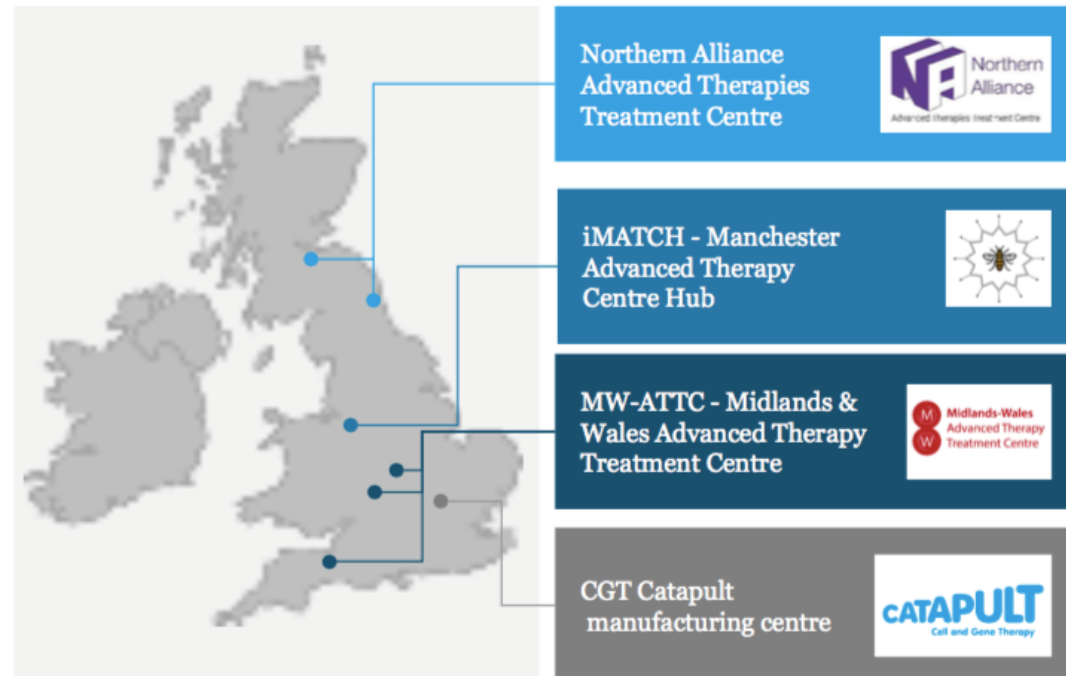 Northern Alliance
Advanced Therapies
Treatment Centre
NA
Northern
Alliance
Advanced Therapies Treatment Centre
iMATCH - Manchester
Advanced Therapy
Centre Hub
MW-ATTC - Midlands &
Wales Advanced Therapy
Treatment Centre
M
W
Midlands-Wales
Advanced Therapy
Treatment Centre
CGT Catapult
manufacturing centre
CATAPULT
Cell and Gene Therapy